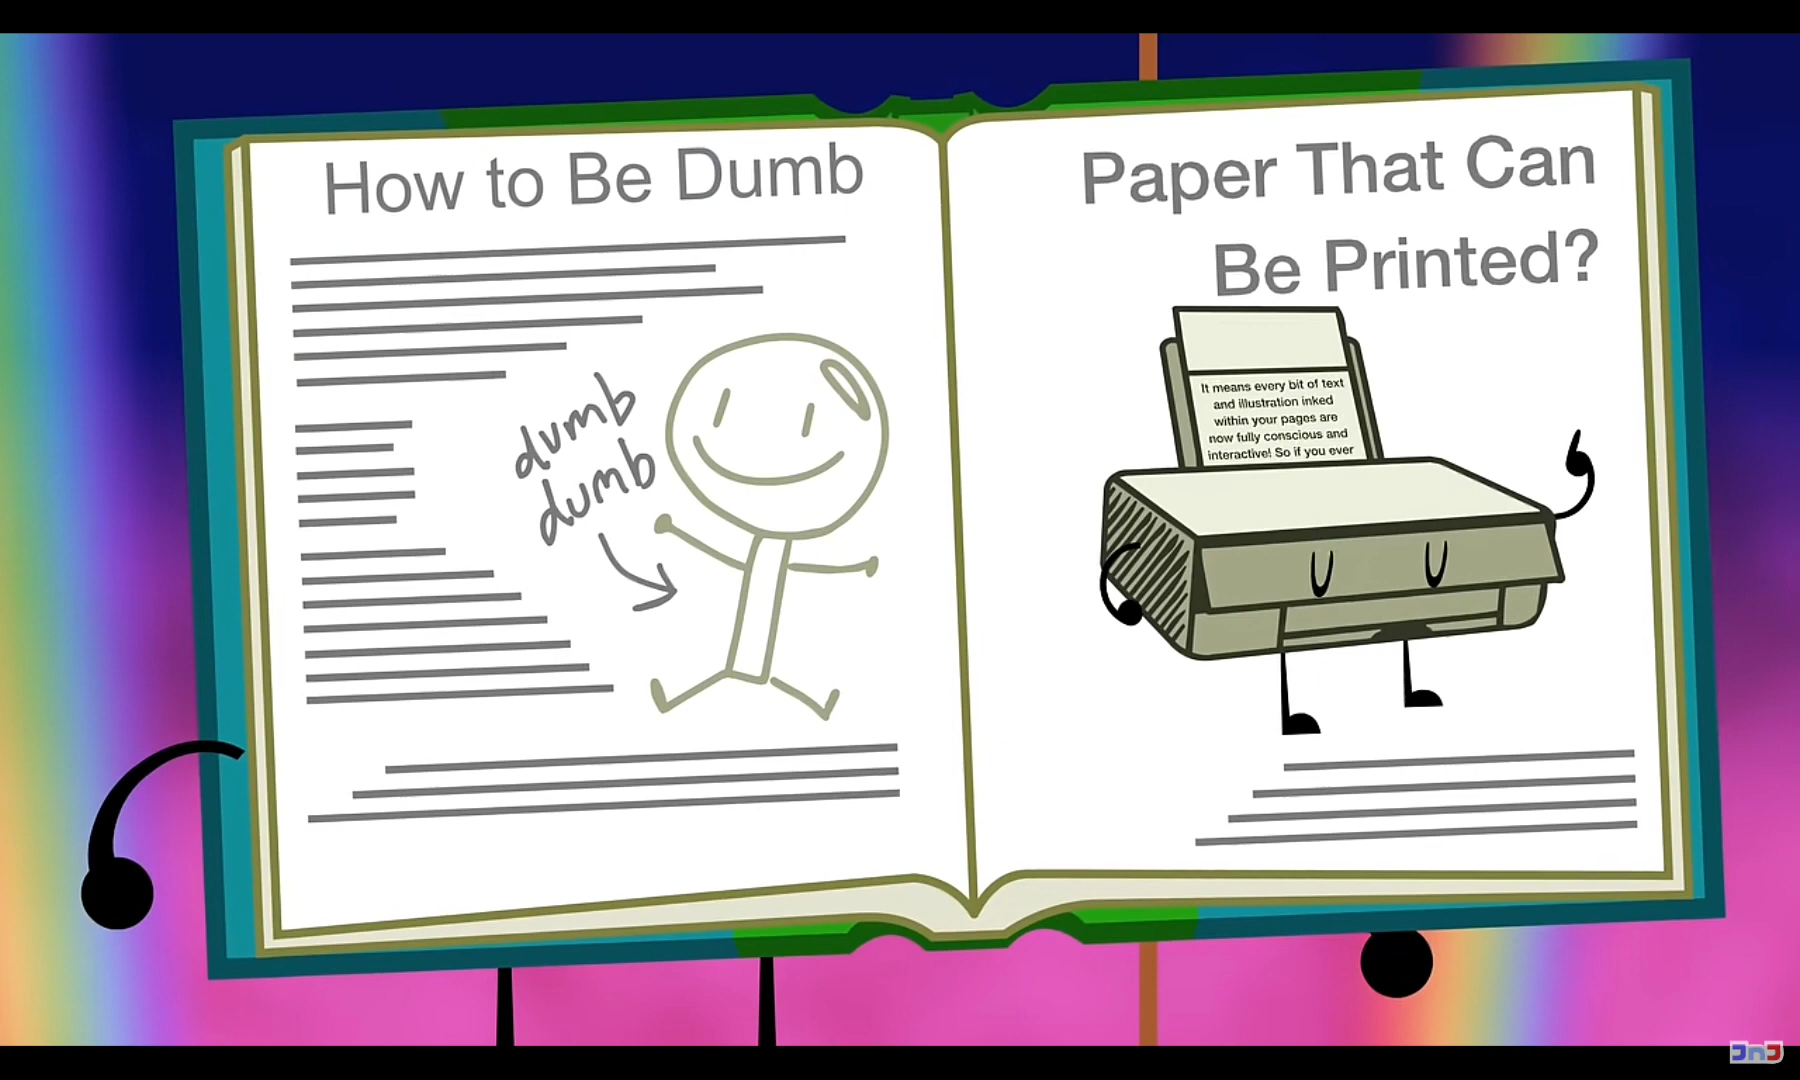 How to Be Dumb
dumb
dumb
Paper That Can
Be Printed?
It means every bit of text
and illustration inked
within your pages are
now fully conscious and
interactive! So if you ever
JnJ